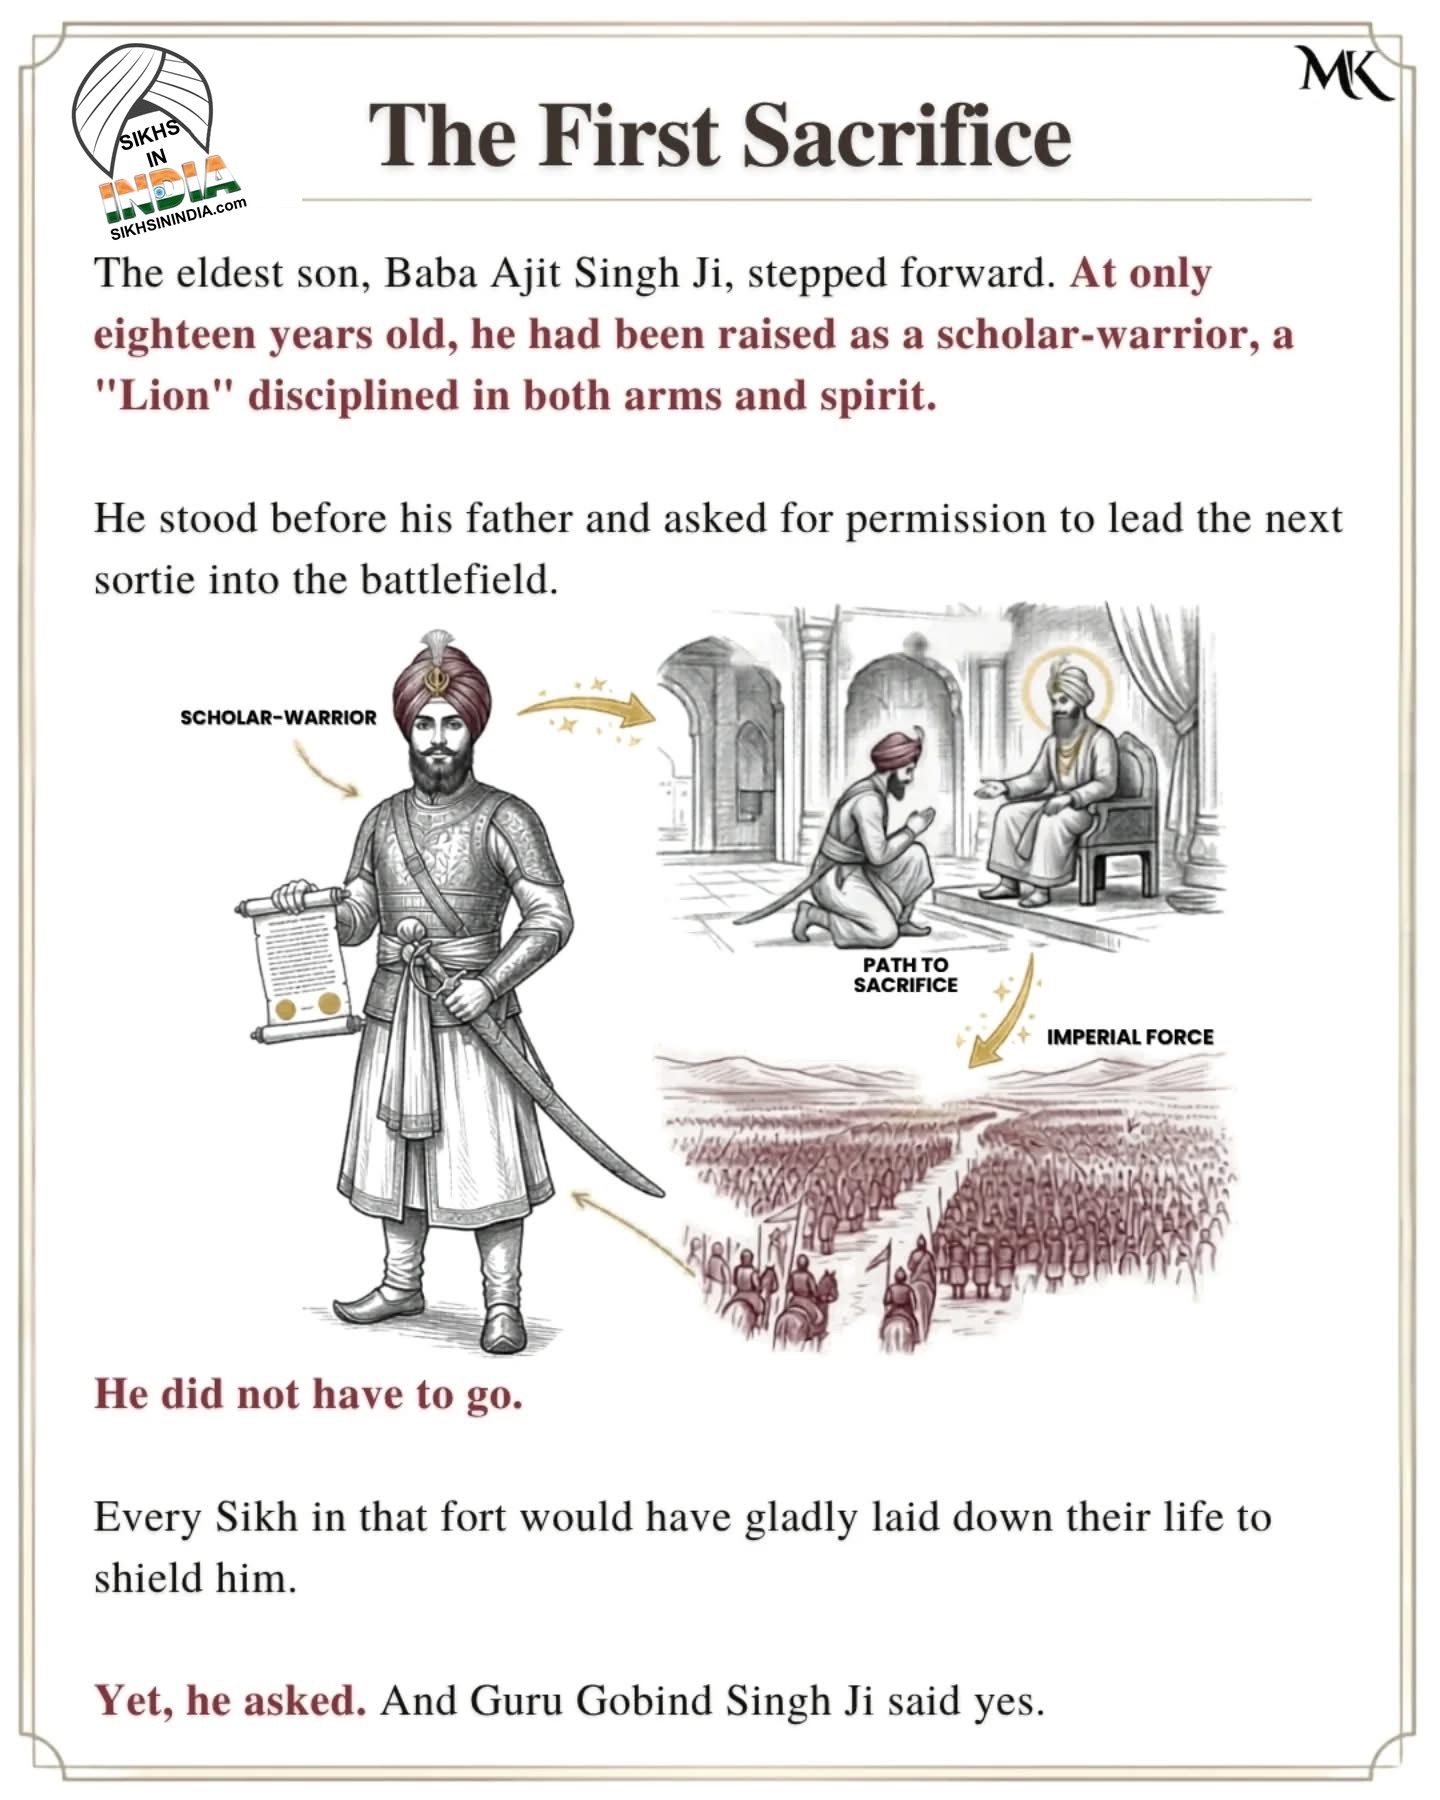 SIKHS
IN
INDIA
SIKHSININDIA.com
MK
The First Sacrifice
The eldest son, Baba Ajit Singh Ji, stepped forward. At only
eighteen years old, he had been raised as a scholar-warrior, a
"Lion" disciplined in both arms and spirit.
He stood before his father and asked for permission to lead the next
sortie into the battlefield.
SCHOLAR-WARRIOR
PATH TO
SACRIFICE
IMPERIAL FORCE
He did not have to go.
Every Sikh in that fort would have gladly laid down their life to
shield him.
Yet, he asked. And Guru Gobind Singh Ji said yes.